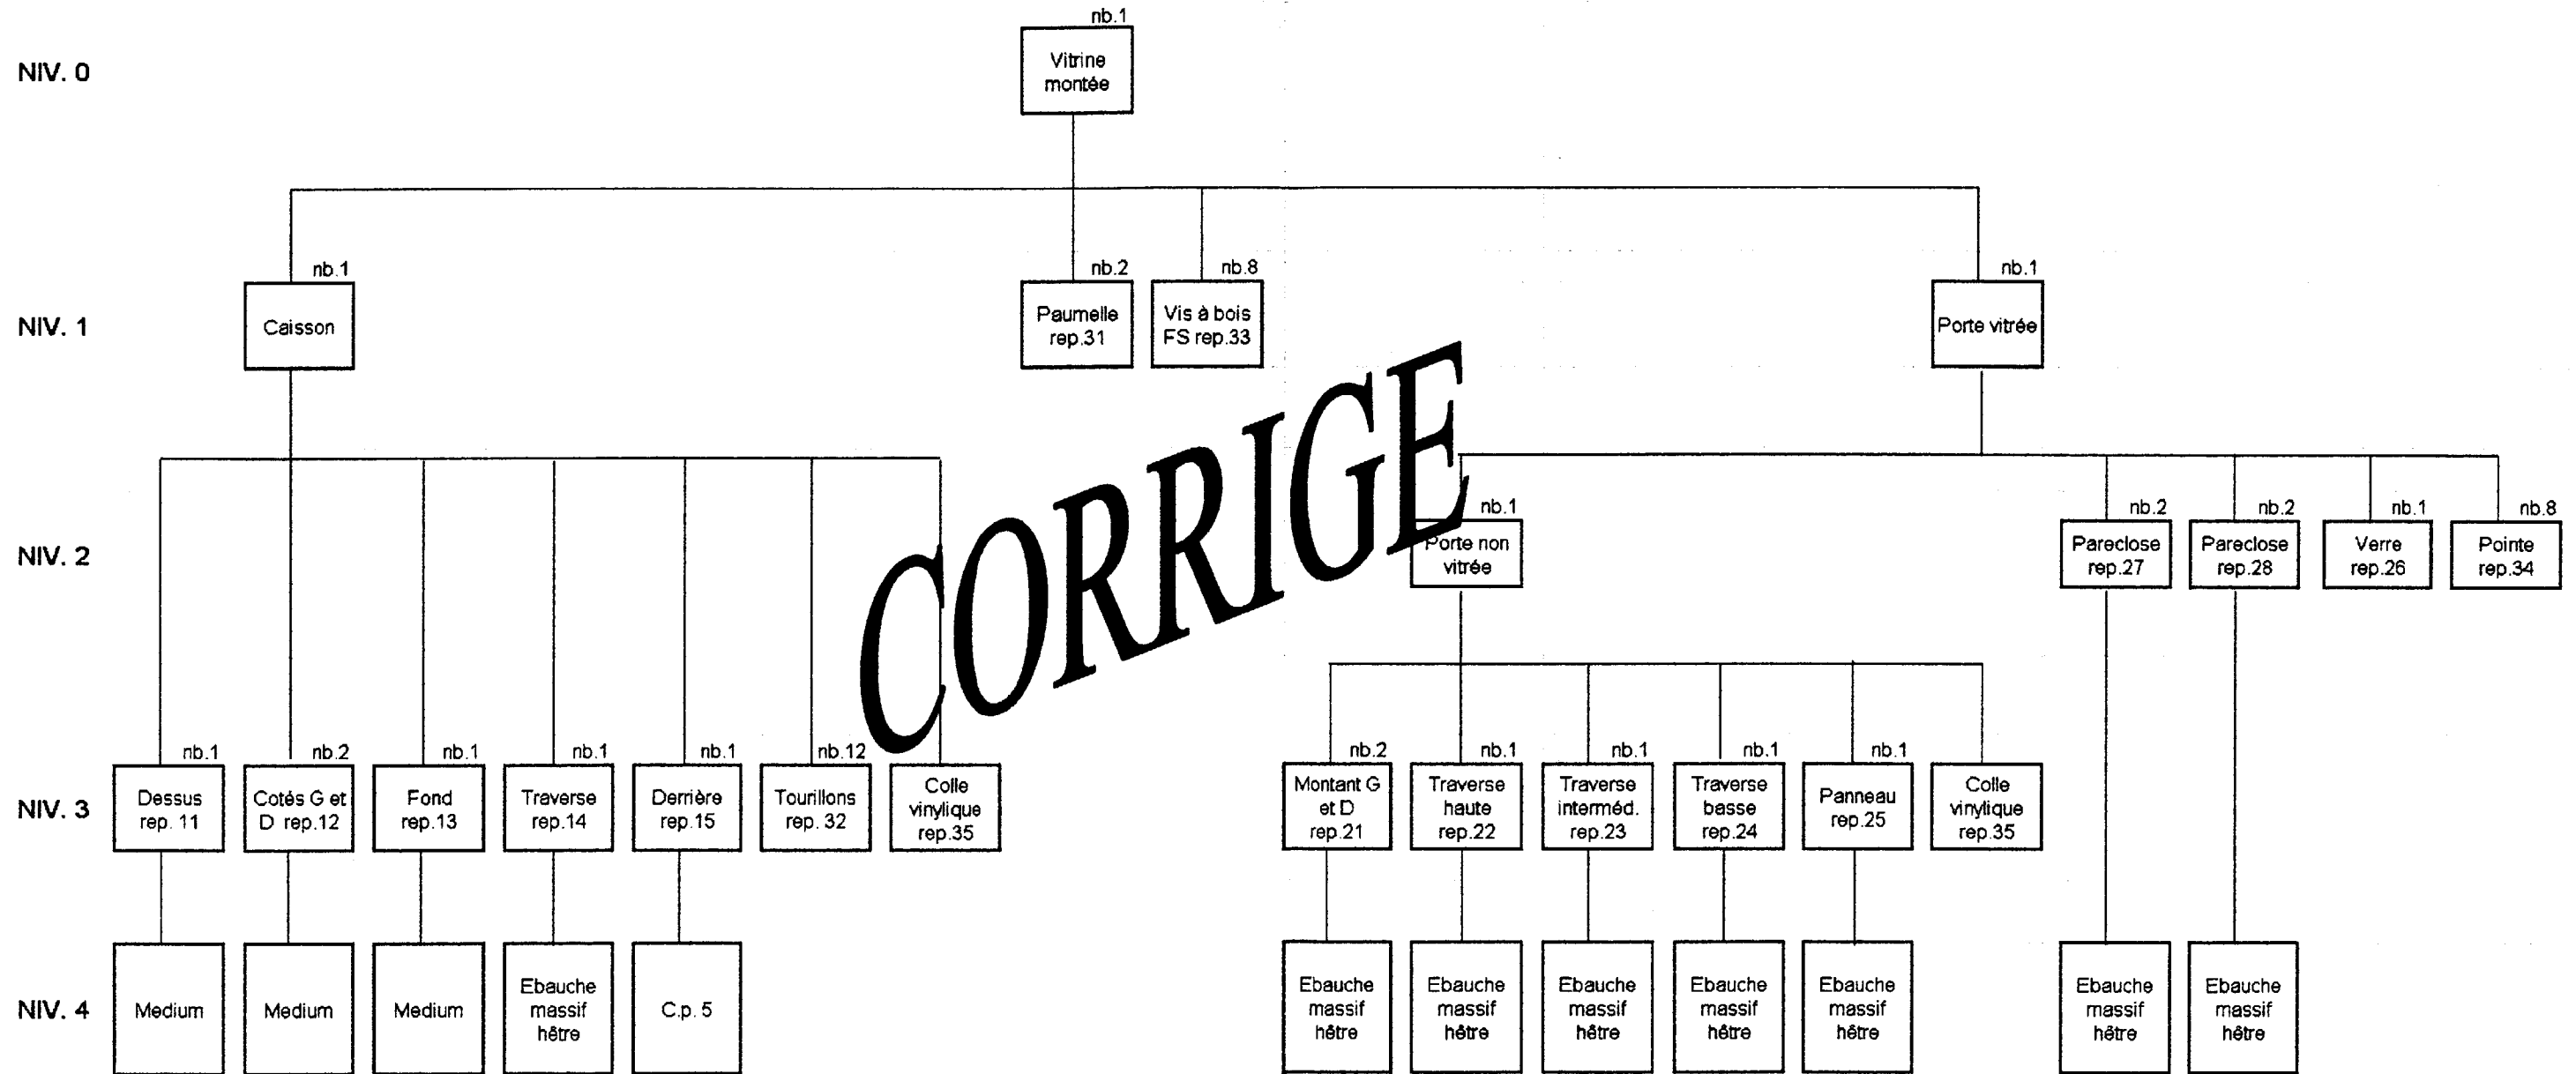 nb.1
Vitrine
montée
NIV. 0
nb.1
Caisson
nb.2
Paumelle
rep.31
nb.8
Vis à bois
FS rep.33
nb.1
Porte vitrée
NIV. 1
CORRIGE
nb.1
Porte non
vitrée
nb.2
Pareclose
rep.27
nb.2
Pareclose
rep.28
nb.1
Verre
rep.26
nb.8
Pointe
rep.34
NIV. 2
nb.1
Dessus
rep. 11
nb.2
Cotés G et
D rep.12
nb.1
Fond
rep.13
nb.1
Traverse
rep.14
nb.1
Derrière
rep.15
nb.12
Tourillons
rep. 32
Colle
vinylique
rep.35
nb.2
Montant G
et D
rep.21
nb.1
Traverse
haute
rep.22
nb.1
Traverse
interméd.
rep.23
nb.1
Traverse
basse
rep.24
nb.1
Panneau
rep.25
Colle
vinylique
rep.35
NIV. 3
Medium
Medium
Medium
Ebauche
massif
hêtre
C.p. 5
Ebauche
massif
hêtre
Ebauche
massif
hêtre
Ebauche
massif
hêtre
Ebauche
massif
hêtre
Ebauche
massif
hêtre
Ebauche
massif
hêtre
Ebauche
massif
hêtre
NIV. 4